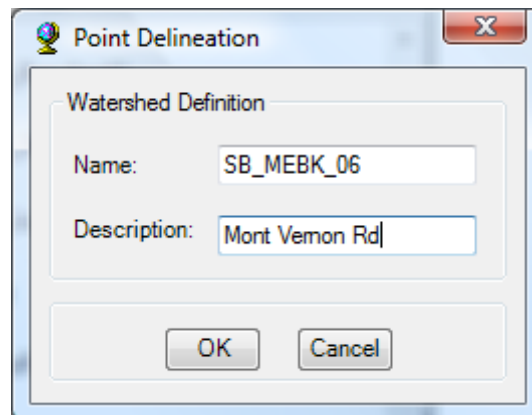 Point Delineation
Watershed Definition
Name: SB_MEBK_06
Description: Mont Vernon Rd
OK Cancel